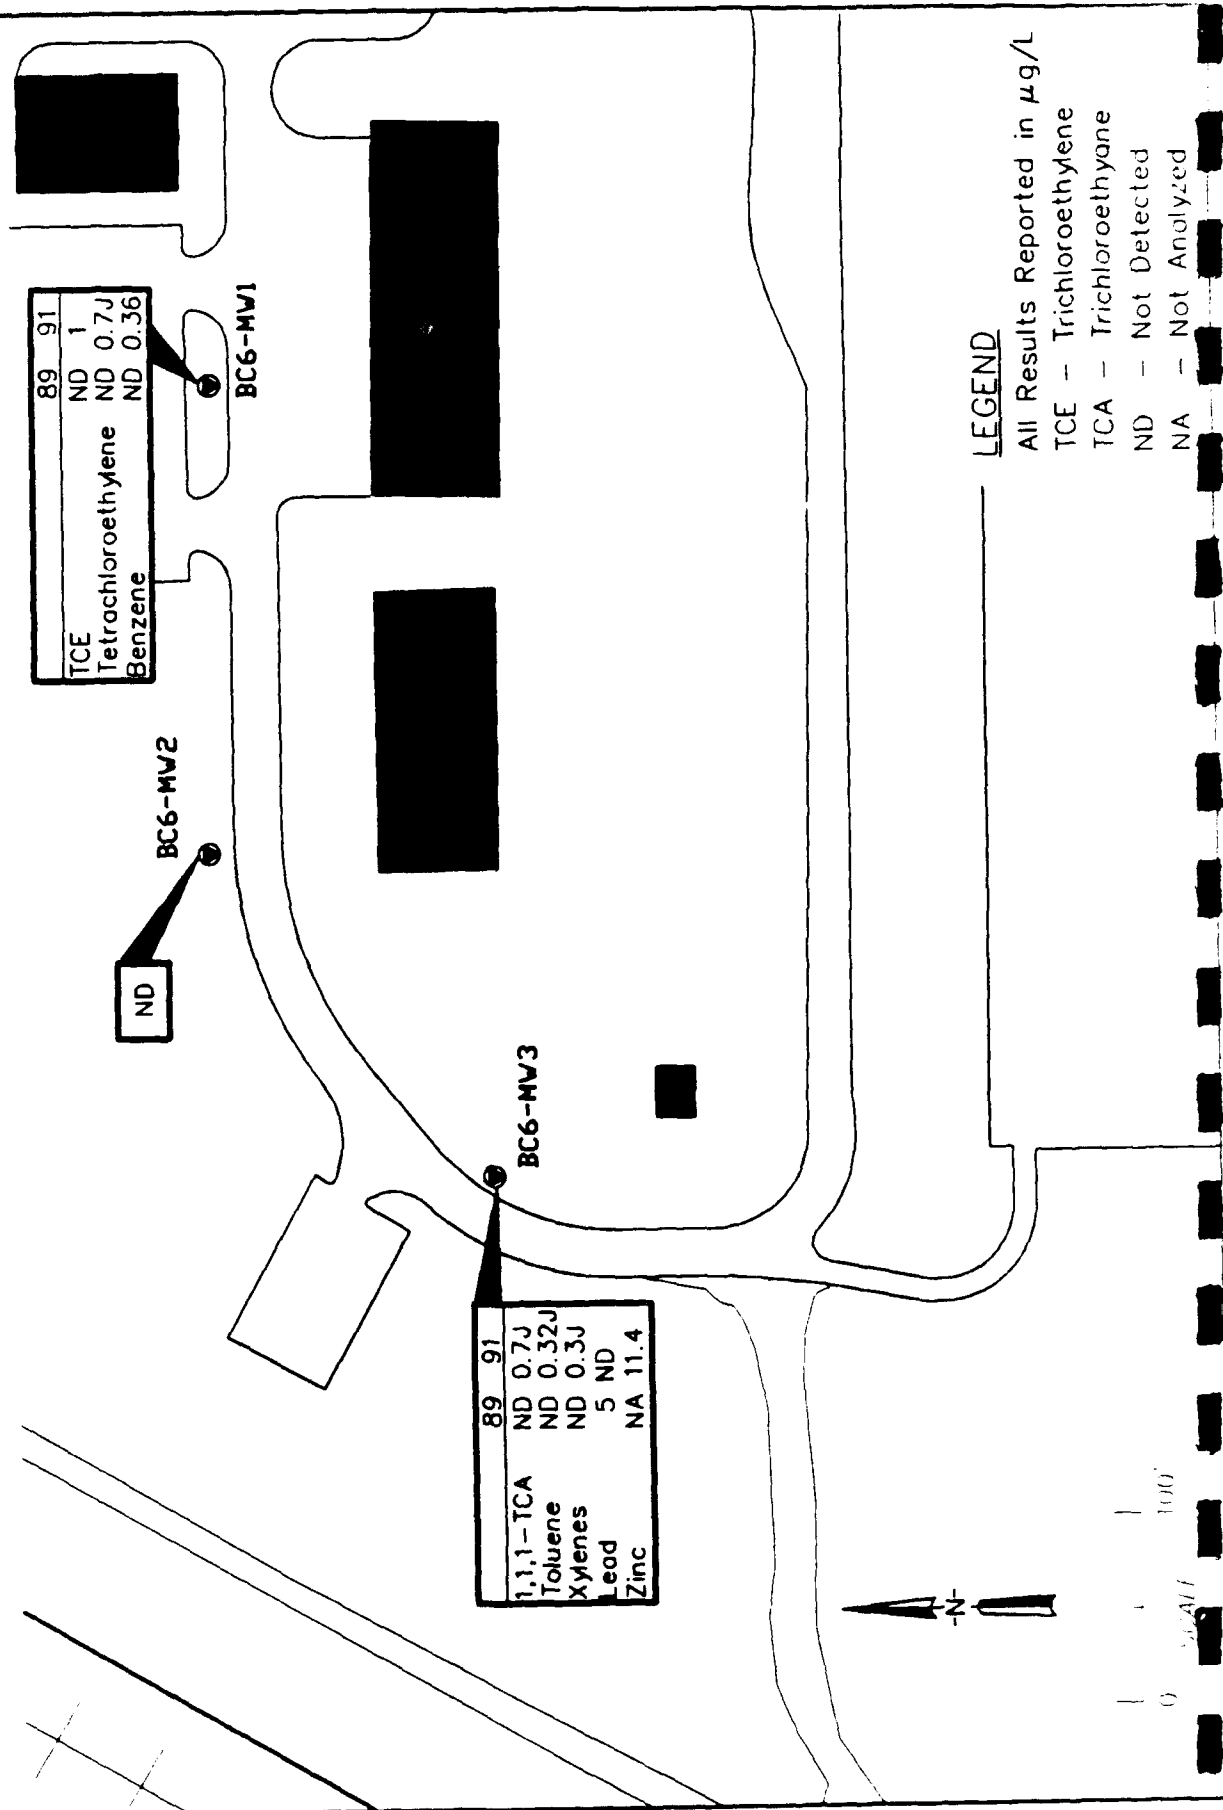 89 91
TCE ND 1
Tetrachloroethylene ND 0.7J
Benzene ND 0.36
BC6-MW1
BC6-MW2
ND
BC6-MW3
89 91
1,1,1-TCA ND 0.7J
Toluene ND 0.32J
Xylenes ND 0.3J
Lead 5 ND
Zinc NA 11.4
-N-
LEGEND
All Results Reported in µg/L
TCE - Trichloroethylene
TCA - Trichloroethyane
ND - Not Detected
NA - Not Analyzed
0 100'
SCALE